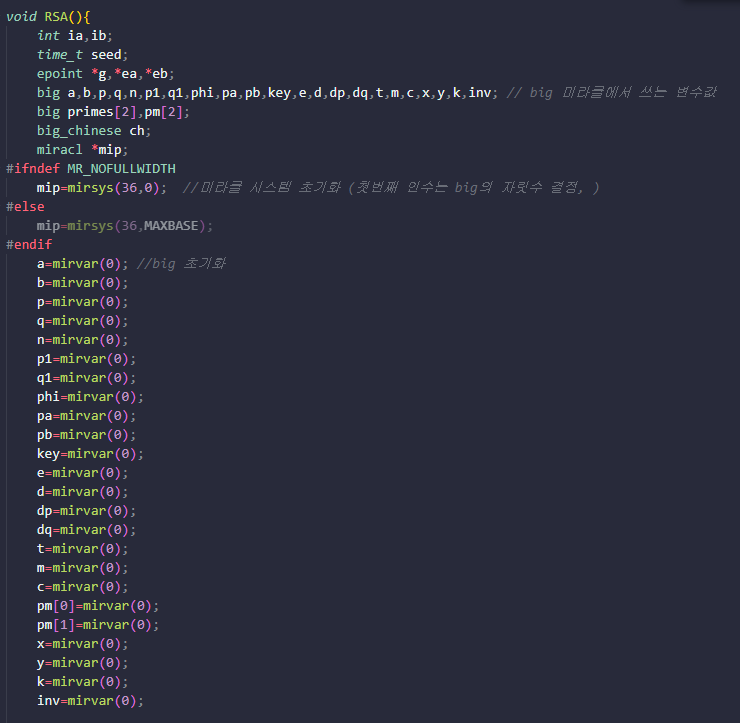 void RSA(){
    int ia,ib;
    time_t seed;
    epoint *g,*ea,*eb;
    big a,b,p,q,n,p1,q1,phi,pa,pb,key,e,d,dp,dq,t,m,c,x,y,k,inv; // big 미라클에서 쓰는 변수값
    big primes[2],pm[2];
    big_chinese ch;
    miracl *mip;
#ifndef MR_NOFULLWIDTH
    mip=mirsys(36,0);  //미라클 시스템 초기화 (첫번째 인수는 big의 자릿수 결정, )
#else
    mip=mirsys(36,MAXBASE);
#endif
    a=mirvar(0); //big 초기화
    b=mirvar(0);
    p=mirvar(0);
    q=mirvar(0);
    n=mirvar(0);
    p1=mirvar(0);
    q1=mirvar(0);
    phi=mirvar(0);
    pa=mirvar(0);
    pb=mirvar(0);
    key=mirvar(0);
    e=mirvar(0);
    d=mirvar(0);
    dp=mirvar(0);
    dq=mirvar(0);
    t=mirvar(0);
    m=mirvar(0);
    c=mirvar(0);
    pm[0]=mirvar(0);
    pm[1]=mirvar(0);
    x=mirvar(0);
    y=mirvar(0);
    k=mirvar(0);
    inv=mirvar(0);